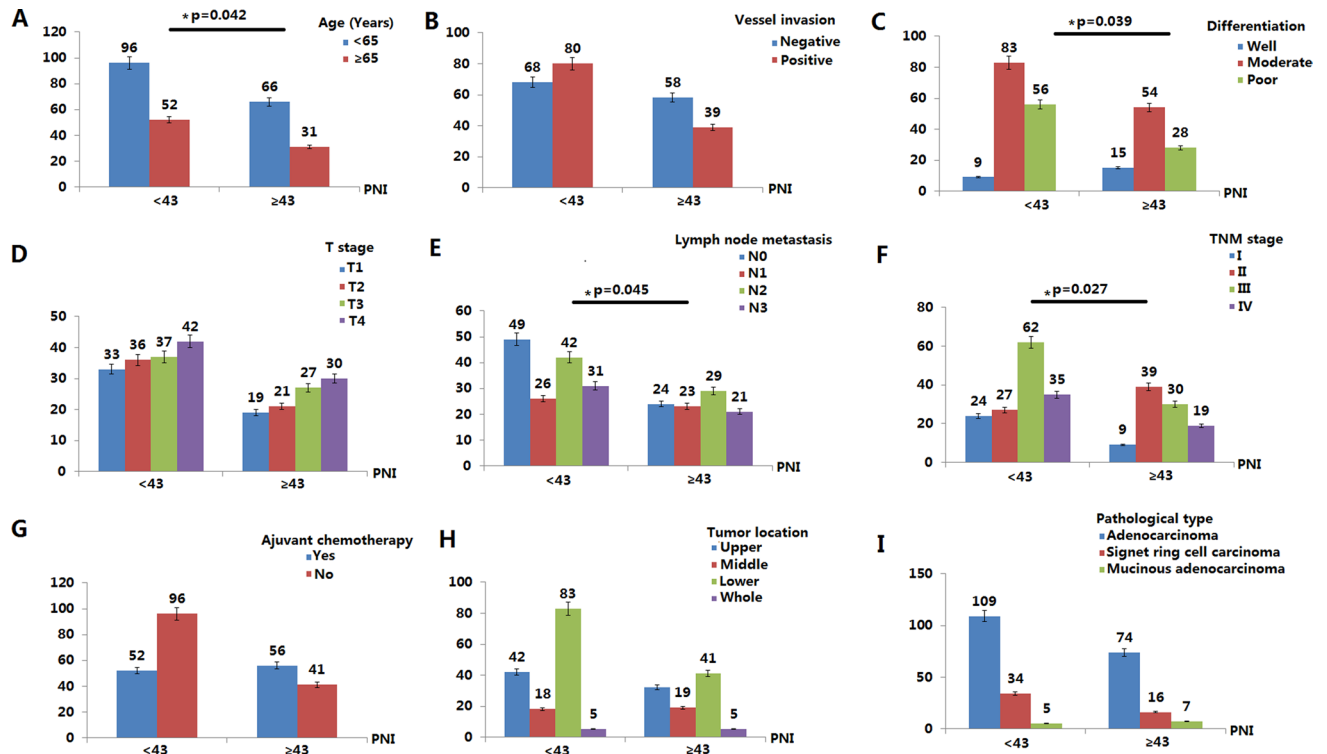 A
*p=0.042
Age (Years)
<65
≥65
120
100
80
60
40
20
0
96
52
66
31
<43
≥43
PNI
B
Vessel invasion
Negative
Positive
100
80
60
40
20
0
68
80
58
39
<43
≥43
PNI
C
*p=0.039
Differentiation
Well
Moderate
Poor
100
80
60
40
20
0
9
83
56
15
54
28
<43
≥43
PNI
D
T stage
T1
T2
T3
T4
50
40
30
20
10
0
33
36
37
42
19
21
27
30
<43
≥43
PNI
E
Lymph node metastasis
N0
N1
N2
N3
*p=0.045
60
50
40
30
20
10
0
49
26
42
31
24
23
29
21
<43
≥43
PNI
F
TNM stage
I
II
III
IV
*p=0.027
80
60
40
20
0
24
27
62
35
9
39
30
19
<43
≥43
PNI
G
Ajuvant chemotherapy
Yes
No
120
100
80
60
40
20
0
52
96
56
41
<43
≥43
PNI
H
Tumor location
Upper
Middle
Lower
Whole
100
80
60
40
20
0
42
18
83
5
19
41
5
<43
≥43
PNI
I
Pathological type
Adenocarcinoma
Signet ring cell carcinoma
Mucinous adenocarcinoma
150
100
50
0
109
34
5
74
16
7
<43
≥43
PNI